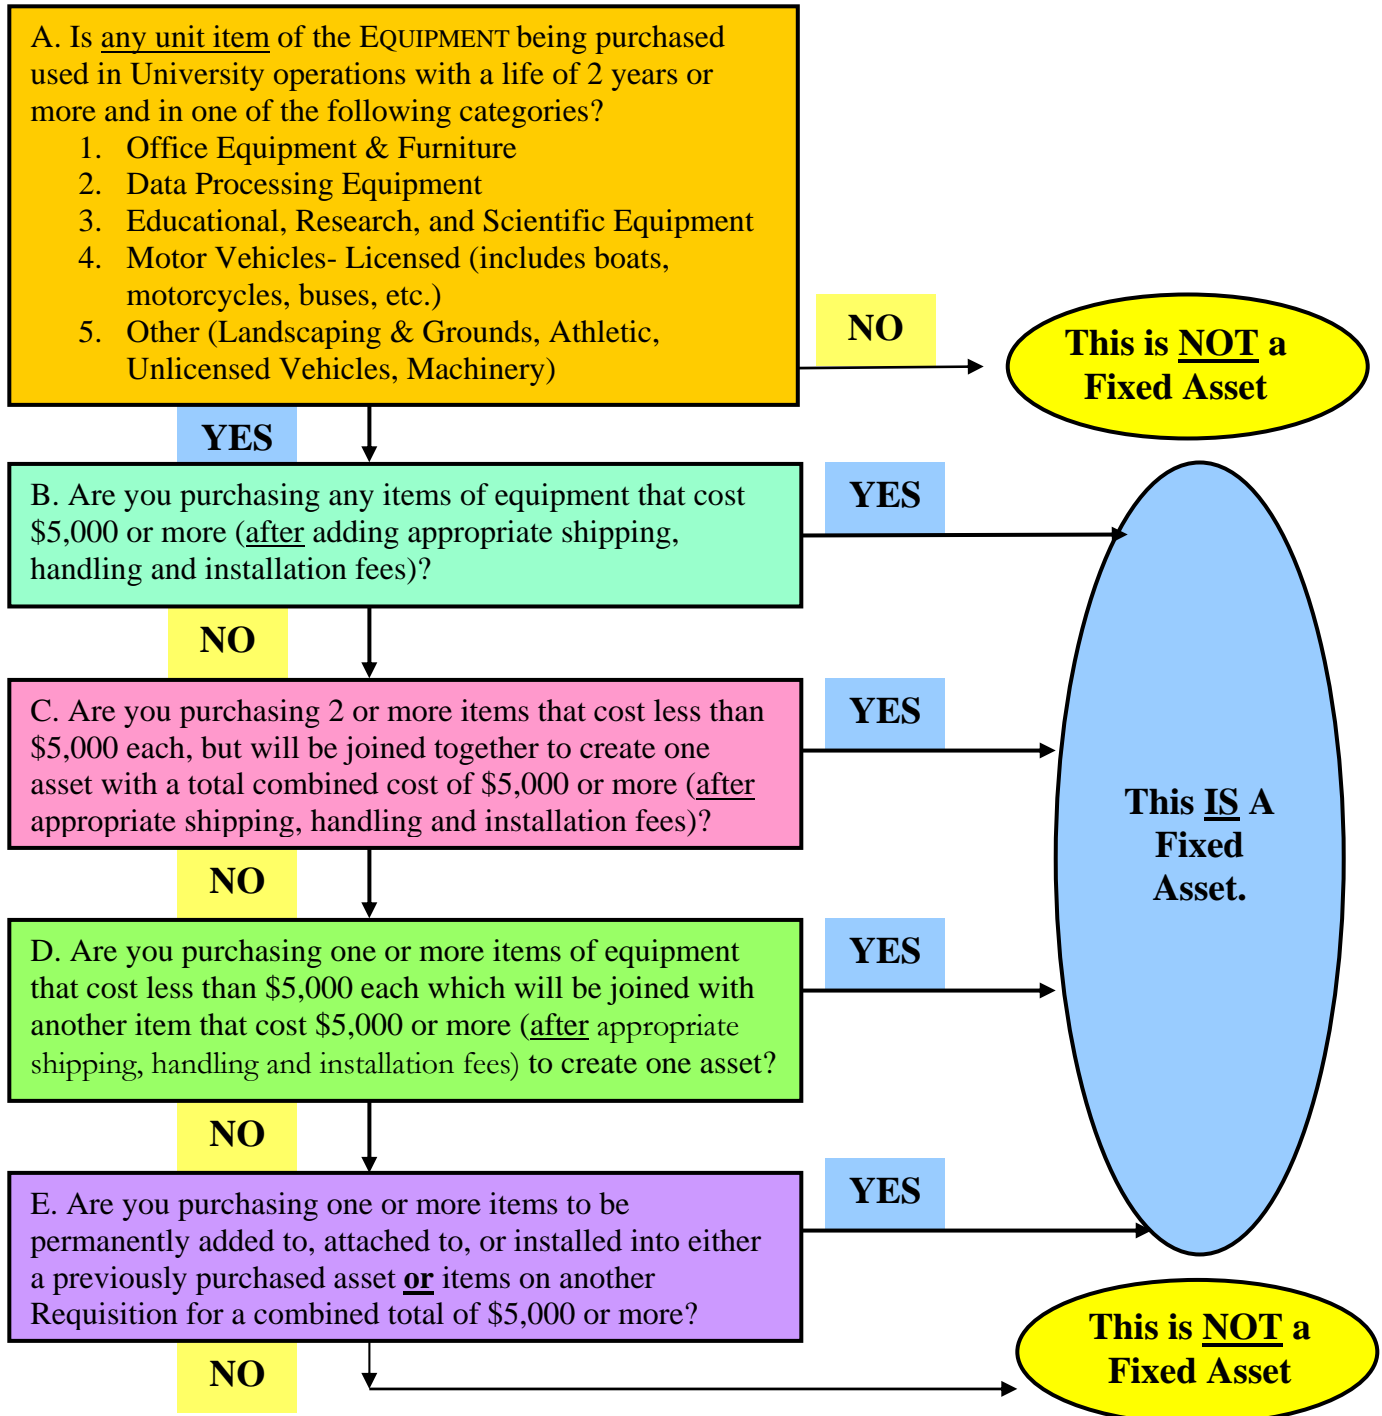 A. Is any unit item of the EQUIPMENT being purchased
used in University operations with a life of 2 years or
more and in one of the following categories?
1. Office Equipment & Furniture
2. Data Processing Equipment
3. Educational, Research, and Scientific Equipment
4. Motor Vehicles- Licensed (includes boats,
motorcycles, buses, etc.)
5. Other (Landscaping & Grounds, Athletic,
Unlicensed Vehicles, Machinery)
NO
This is NOT a
Fixed Asset
YES
B. Are you purchasing any items of equipment that cost
$5,000 or more (after adding appropriate shipping,
handling and installation fees)?
YES
NO
C. Are you purchasing 2 or more items that cost less than
$5,000 each, but will be joined together to create one
asset with a total combined cost of $5,000 or more (after
appropriate shipping, handling and installation fees)?
YES
This IS A
Fixed
Asset.
NO
D. Are you purchasing one or more items of equipment
that cost less than $5,000 each which will be joined with
another item that cost $5,000 or more (after appropriate
shipping, handling and installation fees) to create one asset?
YES
NO
E. Are you purchasing one or more items to be
permanently added to, attached to, or installed into either
a previously purchased asset or items on another
Requisition for a combined total of $5,000 or more?
YES
NO
This is NOT a
Fixed Asset